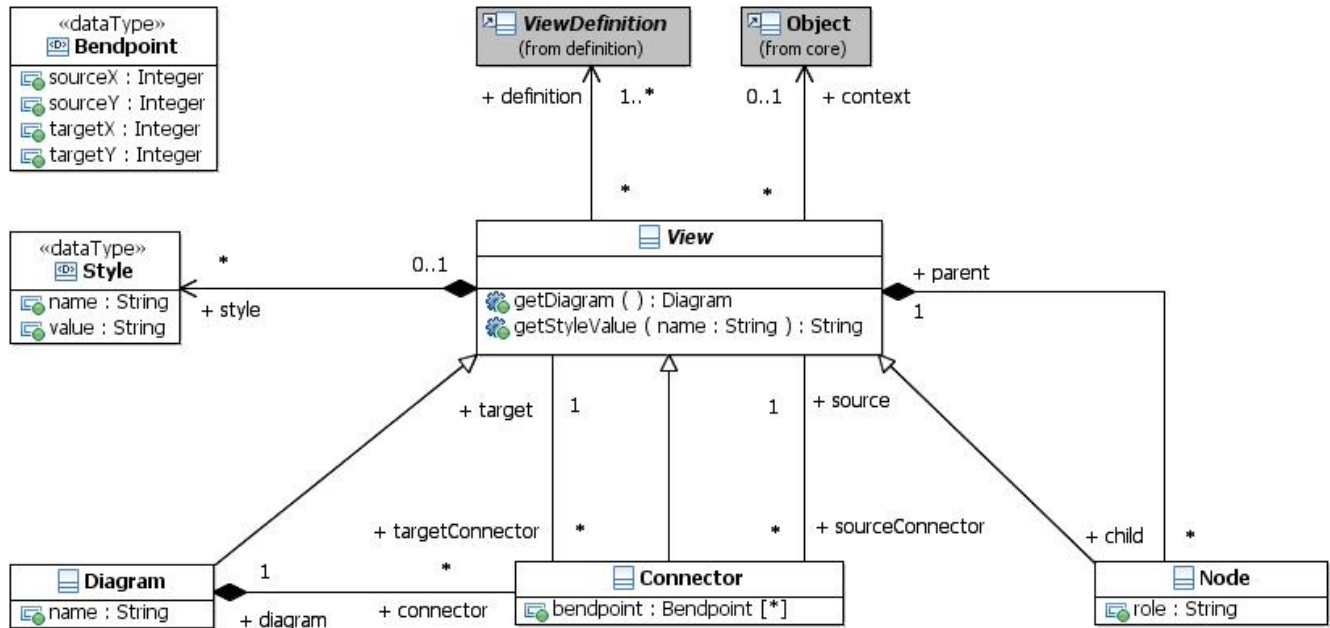 «dataType»
Bendpoint
sourceX : Integer
sourceY : Integer
targetX : Integer
targetY : Integer
ViewDefinition
(from definition)
Object
(from core)
+ definition
1..*
0..1
+ context
*
*
«dataType»
Style
name : String
value : String
*
+ style
0..1
View
getDiagram ( ) : Diagram
getStyleValue ( name : String ) : String
+ parent
1
+ target
1
1
+ source
+ targetConnector
*
*
+ sourceConnector
+ child
*
Diagram
name : String
1
+ diagram
*
+ connector
Connector
bendpoint : Bendpoint [*]
Node
role : String